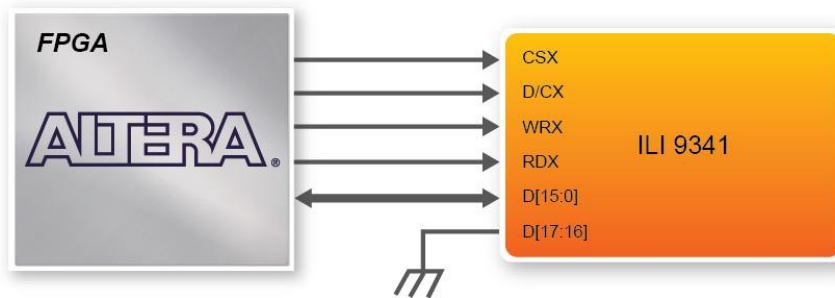 FPGA
ALTERA®
CSX
D/CX
WRX
RDX
D[15:0]
D[17:16]
ILI 9341